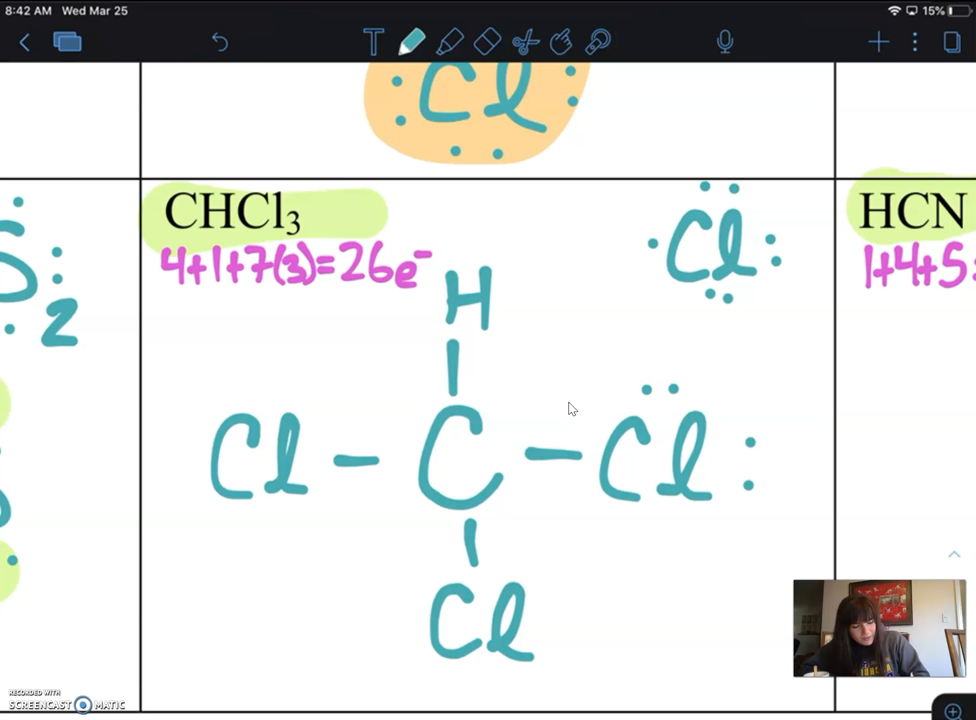 8:42 AM Wed Mar 25
15%
T
Cl
CHCl₃
HCN
4+1+7(3)=26e⁻
1+4+5=
Cl
S
2
H
Cl – C – Cl
Cl
RECORDED WITH
SCREENCAST MATIC